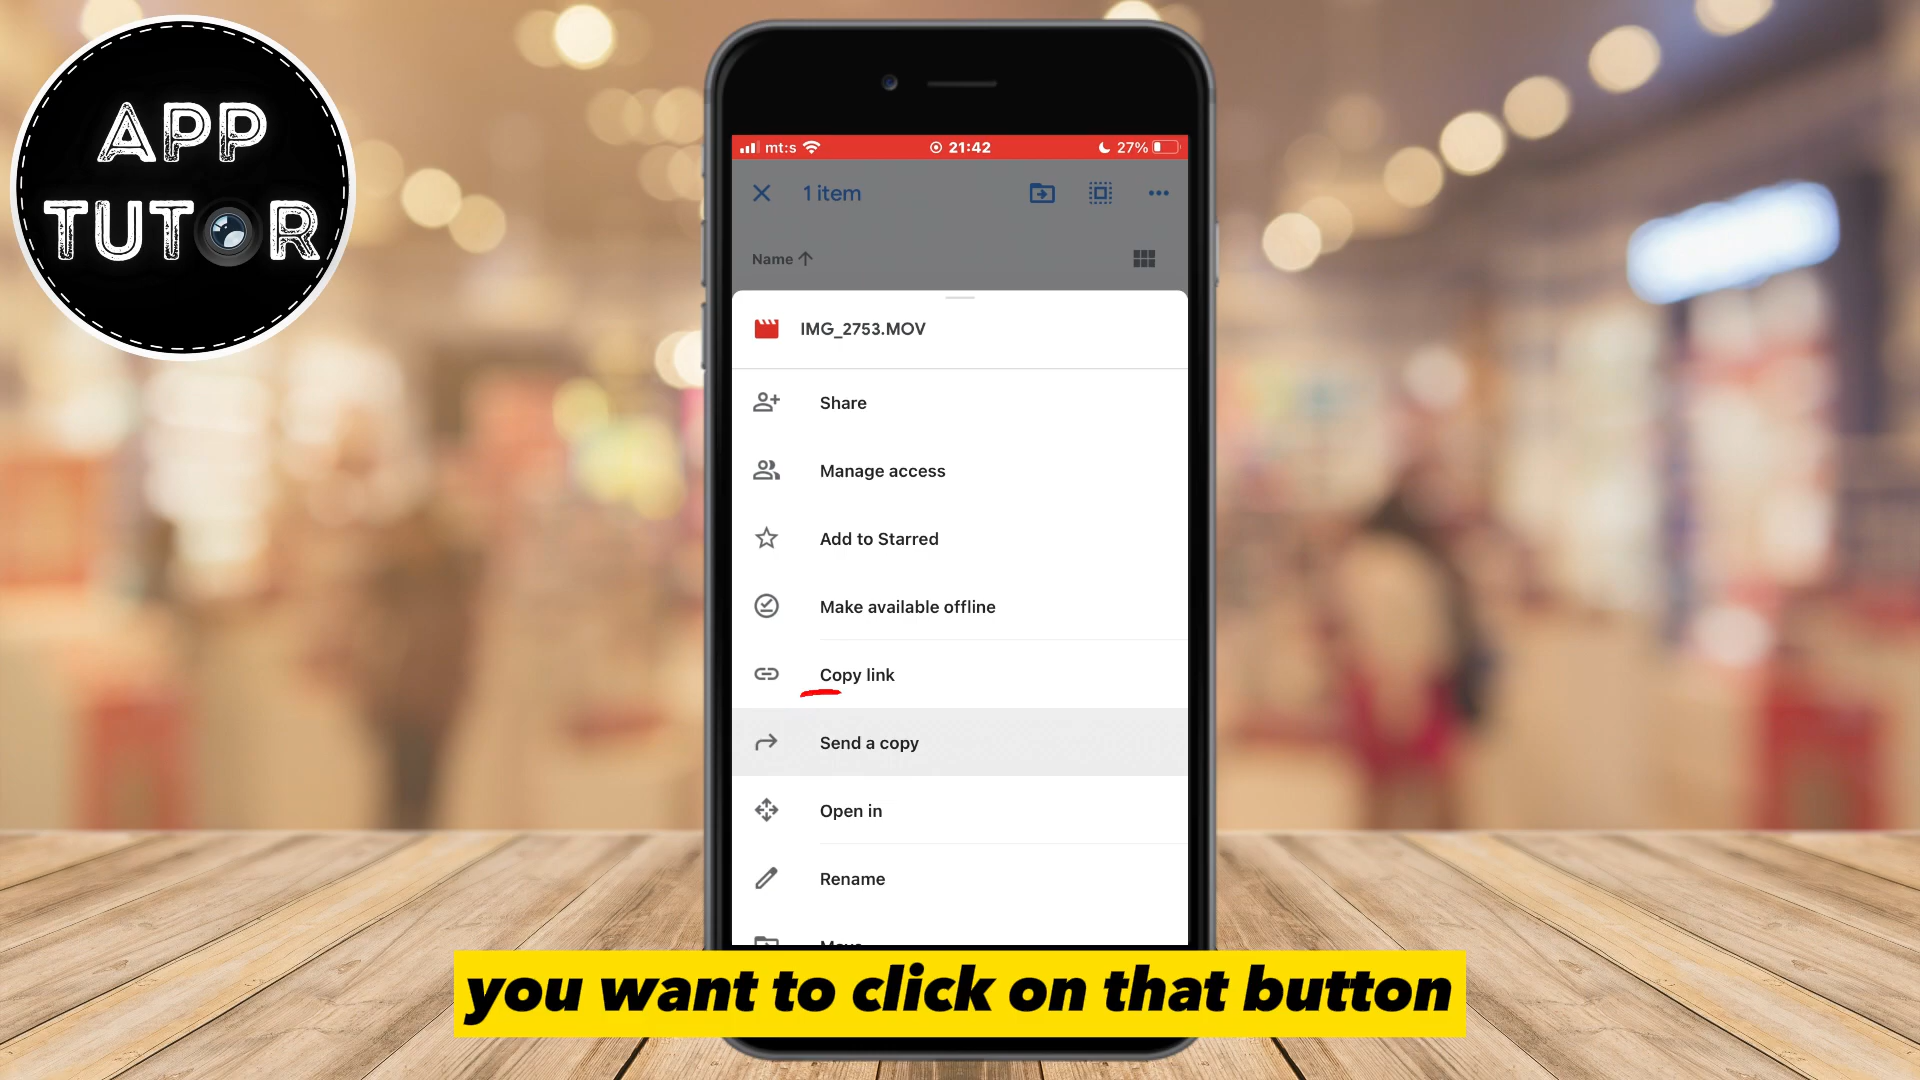 APP
TUTOR
mt:s
21:42
27%
1 item
Name
IMG_2753.MOV
Share
Manage access
Add to Starred
Make available offline
Copy link
Send a copy
Open in
Rename
Move
you want to click on that button